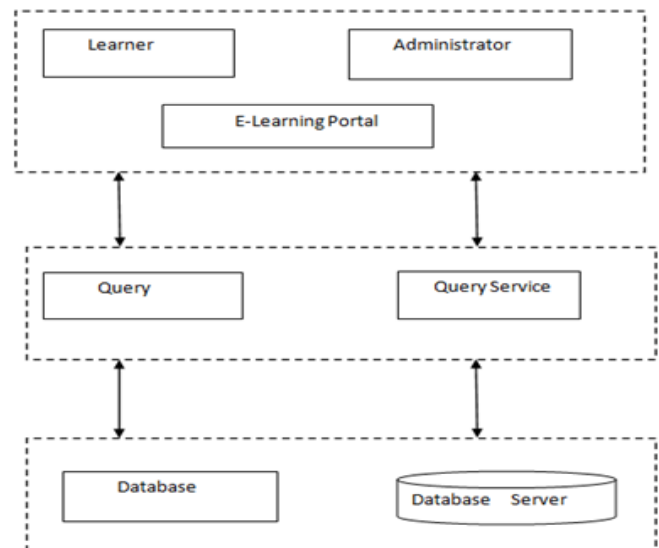 Learner
Administrator
E-Learning Portal
Query
Query Service
Database
Database Server